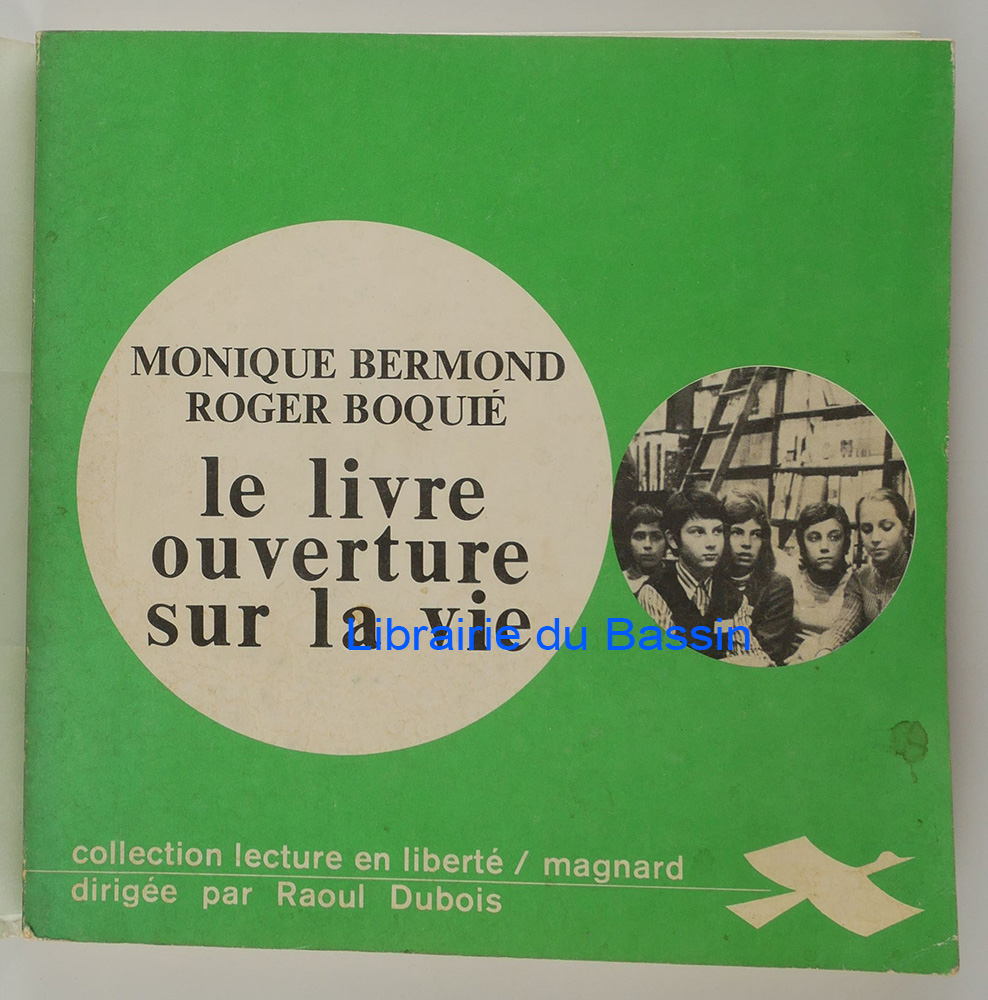 MONIQUE BERMOND
ROGER BOQUIÉ
le livre
ouverture
sur la vie
Librairie du Bassin
collection lecture en liberté / magnard
dirigée par Raoul Dubois